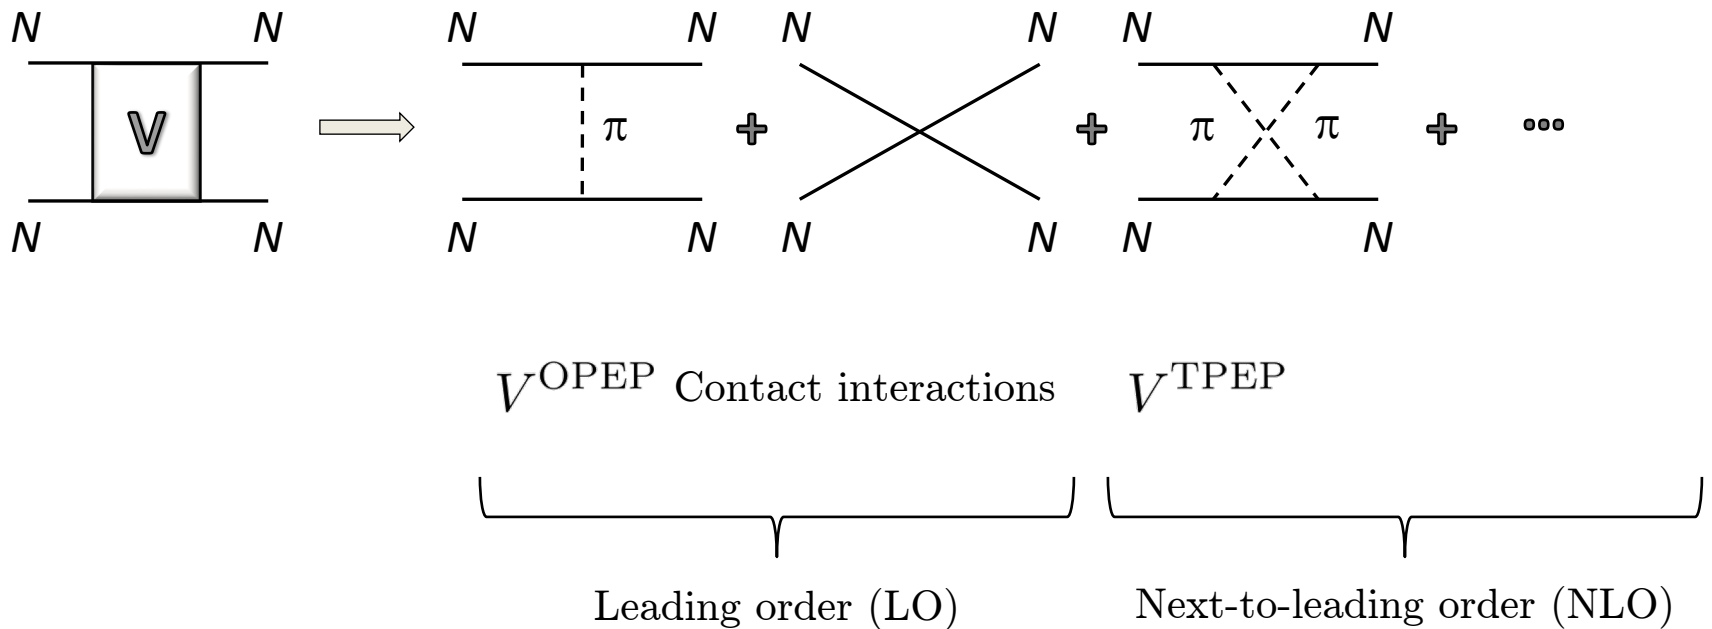 N N N N N N N N
V π + + π π + ...
N N N N N N N N
V^OPEP Contact interactions V^TPEP
Leading order (LO) Next-to-leading order (NLO)